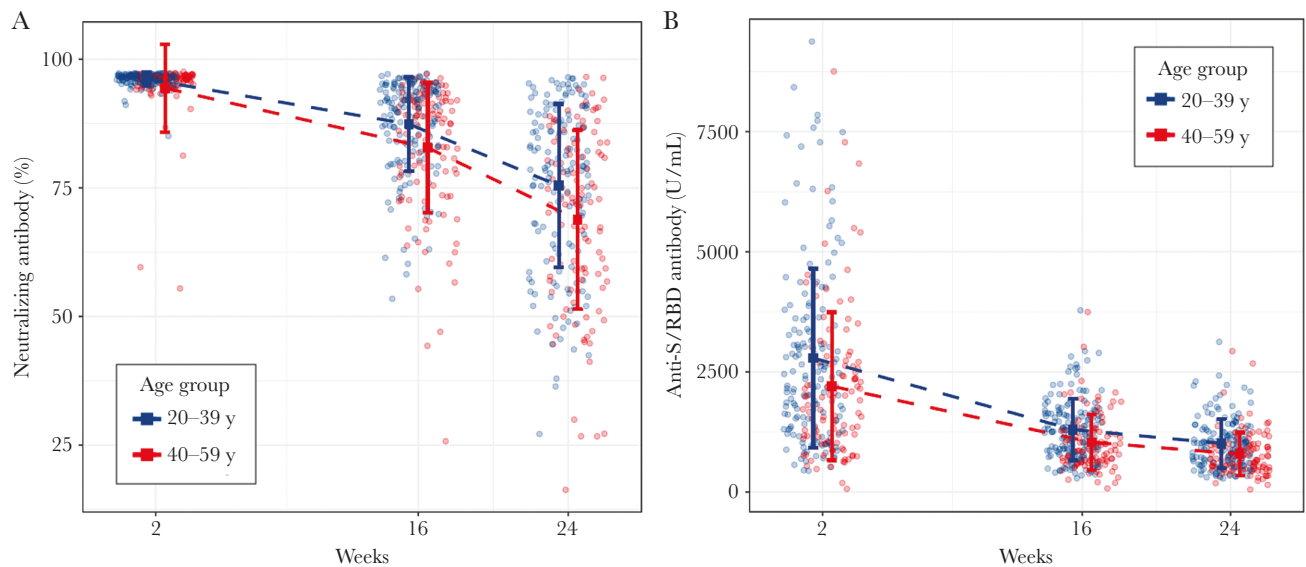 A
Neutralizing antibody (%)
100
75
50
25
Age group
20–39 y
40–59 y
2
16
24
Weeks
B
Anti-S/RBD antibody (U/mL)
7500
5000
2500
0
Age group
20–39 y
40–59 y
2
16
24
Weeks